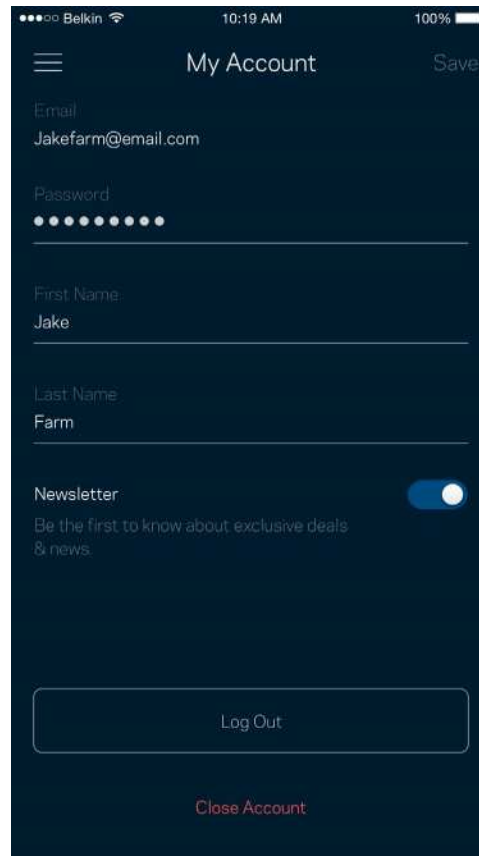 Belkin 10:19 AM 100%
My Account Save
Email
Jakefarm@email.com
Password
First Name
Jake
Last Name
Farm
Newsletter
Be the first to know about exclusive deals
& news.
Log Out
Close Account